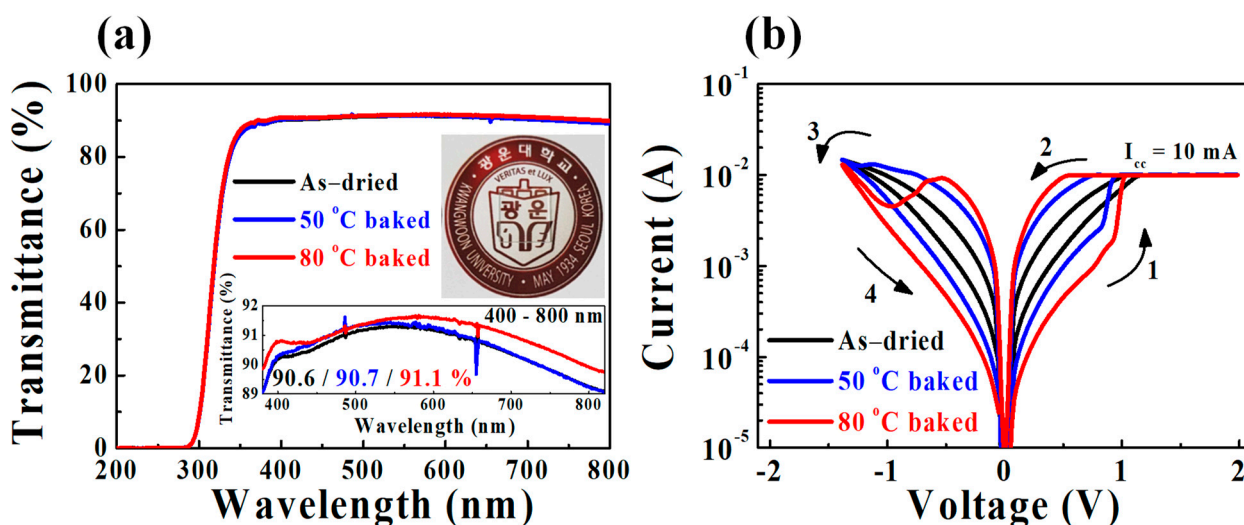 (a)
Transmittance (%)
100
80
60
40
20
0
200
300
400
500
600
700
800
Wavelength (nm)
As–dried
50 °C baked
80 °C baked
광운대학교
VERITAS et LUX
광운
KWANGWOON UNIVERSITY • MAY 1934 SEOUL KOREA
Transmittance (%)
92
91
90
89
400 - 800 nm
90.6 / 90.7 / 91.1 %
400
500
600
700
800
Wavelength (nm)
(b)
Current (A)
10⁻¹
10⁻²
10⁻³
10⁻⁴
10⁻⁵
3
2
I_cc = 10 mA
1
4
As–dried
50 °C baked
80 °C baked
-2
-1
0
1
2
Voltage (V)